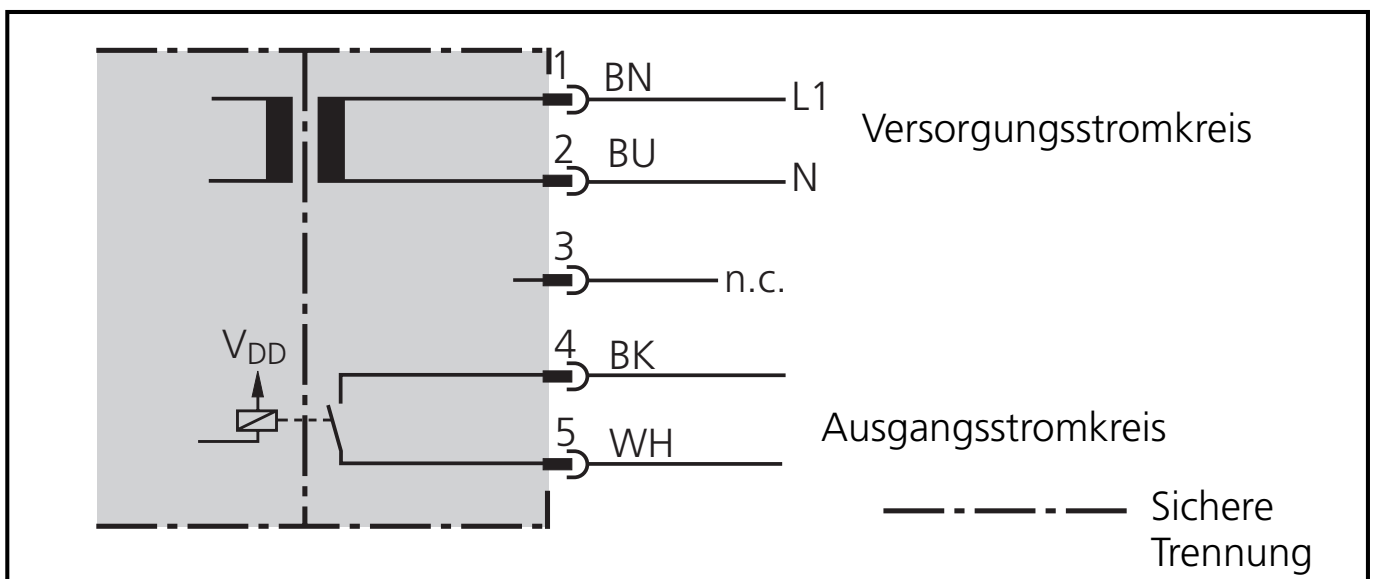 1 BN L1
Versorgungsstromkreis
2 BU N
3 n.c.
VDD
4 BK
Ausgangsstromkreis
5 WH
Sichere
Trennung